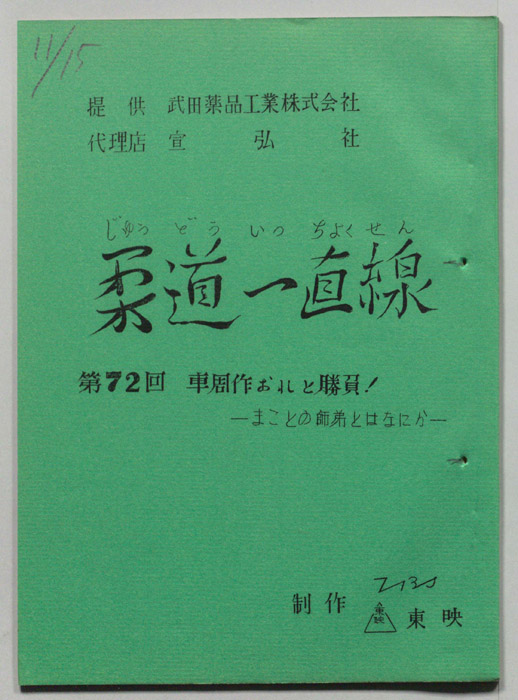 11/15
提供 武田薬品工業株式会社
代理店 宣弘社
じゅうどういっちょくせん
柔道一直線
第72回 車周作おれと勝負!
―まことの師弟とはなにか―
TBS
制作 東映 東映